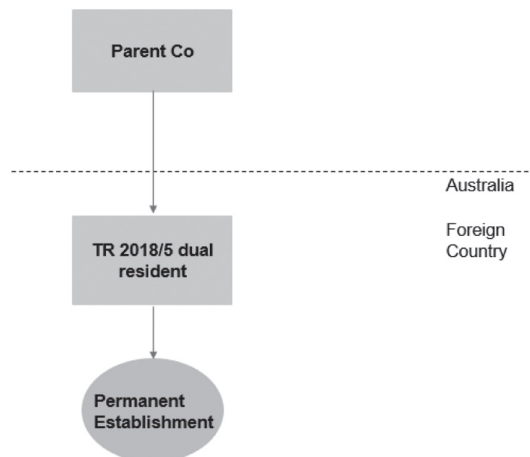 Parent Co
Australia
Foreign
Country
TR 2018/5 dual
resident
Permanent
Establishment